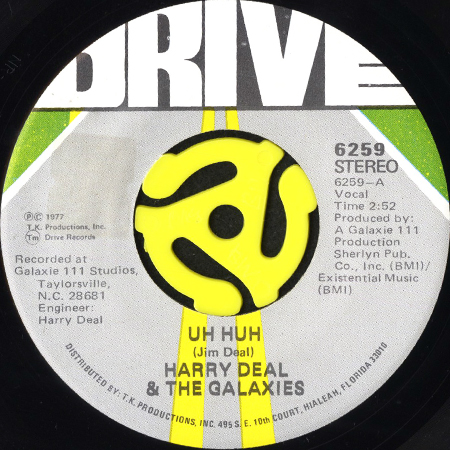 DRIVE
6259
STEREO
6259–A
Vocal
Time 2:52
Produced by:
A Galaxie 111
Production
Sherlyn Pub.
Co., Inc. (BMI)/
Existential Music
(BMI)
Ⓟ© 1977
T.K. Productions, Inc.
Tm Drive Records
Recorded at
Galaxie 111 Studios,
Taylorsville,
N.C. 28681
Engineer:
Harry Deal
UH HUH
(Jim Deal)
HARRY DEAL
& THE GALAXIES
DISTRIBUTED BY: T.K. PRODUCTIONS, INC. 495 S. E. 10th COURT, HIALEAH, FLORIDA 33010